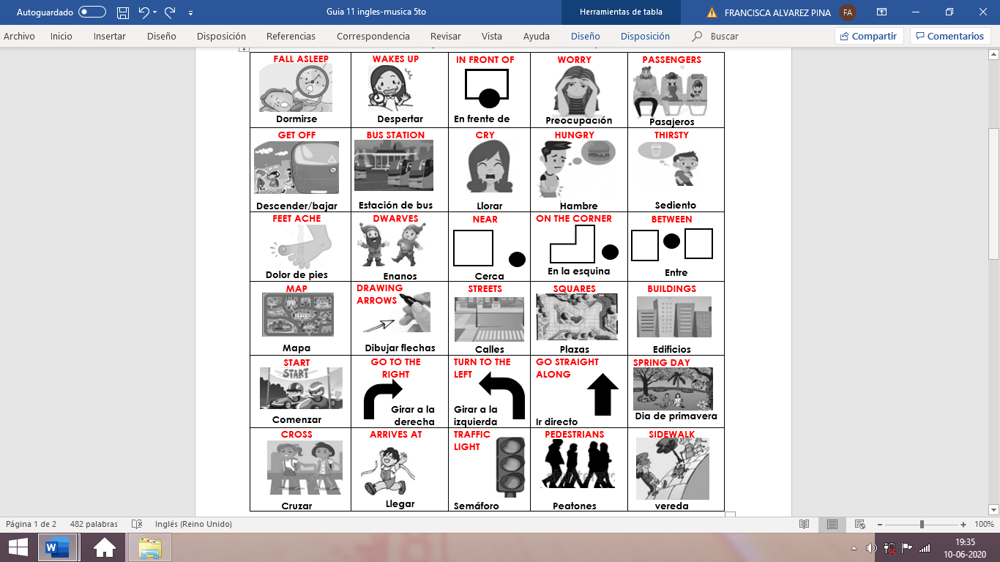 Autoguardado
Guia 11 ingles-musica 5to
Herramientas de tabla
FRANCISCA ALVAREZ PINA
FA
Archivo Inicio Insertar Diseño Disposición Referencias Correspondencia Revisar Vista Ayuda Diseño Disposición Buscar Compartir Comentarios
FALL ASLEEP
Dormirse
WAKES UP
Despertar
IN FRONT OF
En frente de
WORRY
Preocupación
PASSENGERS
Pasajeros
GET OFF
Descender/bajar
BUS STATION
Estación de bus
CRY
Llorar
HUNGRY
Hambre
THIRSTY
Sediento
FEET ACHE
Dolor de pies
DWARVES
Enanos
NEAR
Cerca
ON THE CORNER
En la esquina
BETWEEN
Entre
MAP
Mapa
DRAWING
ARROWS
Dibujar flechas
STREETS
Calles
SQUARES
Plazas
BUILDINGS
Edificios
START
START
Comenzar
GO TO THE
RIGHT
Girar a la
derecha
TURN TO THE
LEFT
Girar a la
izquierda
GO STRAIGHT
ALONG
Ir directo
SPRING DAY
Dia de primavera
CROSS
Cruzar
ARRIVES AT
Llegar
TRAFFIC
LIGHT
Semáforo
PEDESTRIANS
Peatones
SIDEWALK
vereda
Página 1 de 2 482 palabras Inglés (Reino Unido) 100%
19:35
10-06-2020